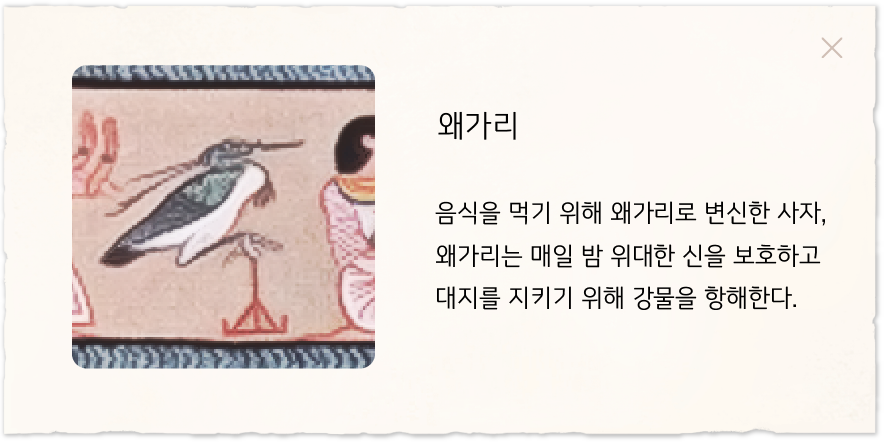 왜가리
음식을 먹기 위해 왜가리로 변신한 사자,
왜가리는 매일 밤 위대한 신을 보호하고
대지를 지키기 위해 강물을 항해한다.